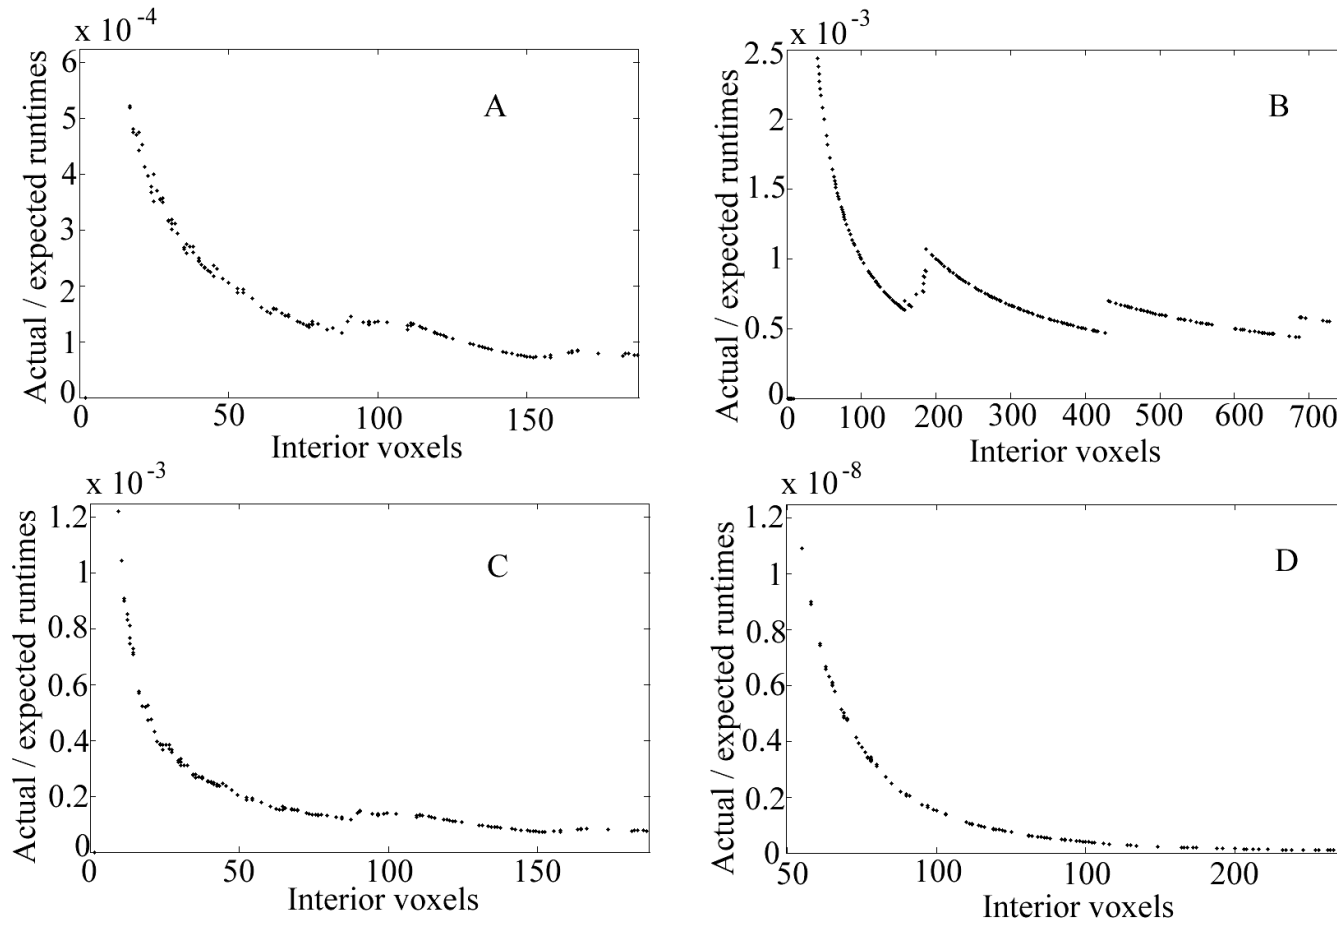 x 10-4
Actual / expected runtimes
6
5
4
3
2
1
0
50
100
150
Interior voxels
A
x 10-3
Actual / expected runtimes
2.5
2
1.5
1
0.5
0
100 200 300 400 500 600 700
Interior voxels
B
x 10-3
Actual / expected runtimes
1.2
1
0.8
0.6
0.4
0.2
0
0 50 100 150
Interior voxels
C
x 10-8
Actual / expected runtimes
1.2
1
0.8
0.6
0.4
0.2
0
50 100 100 200
Interior voxels
D